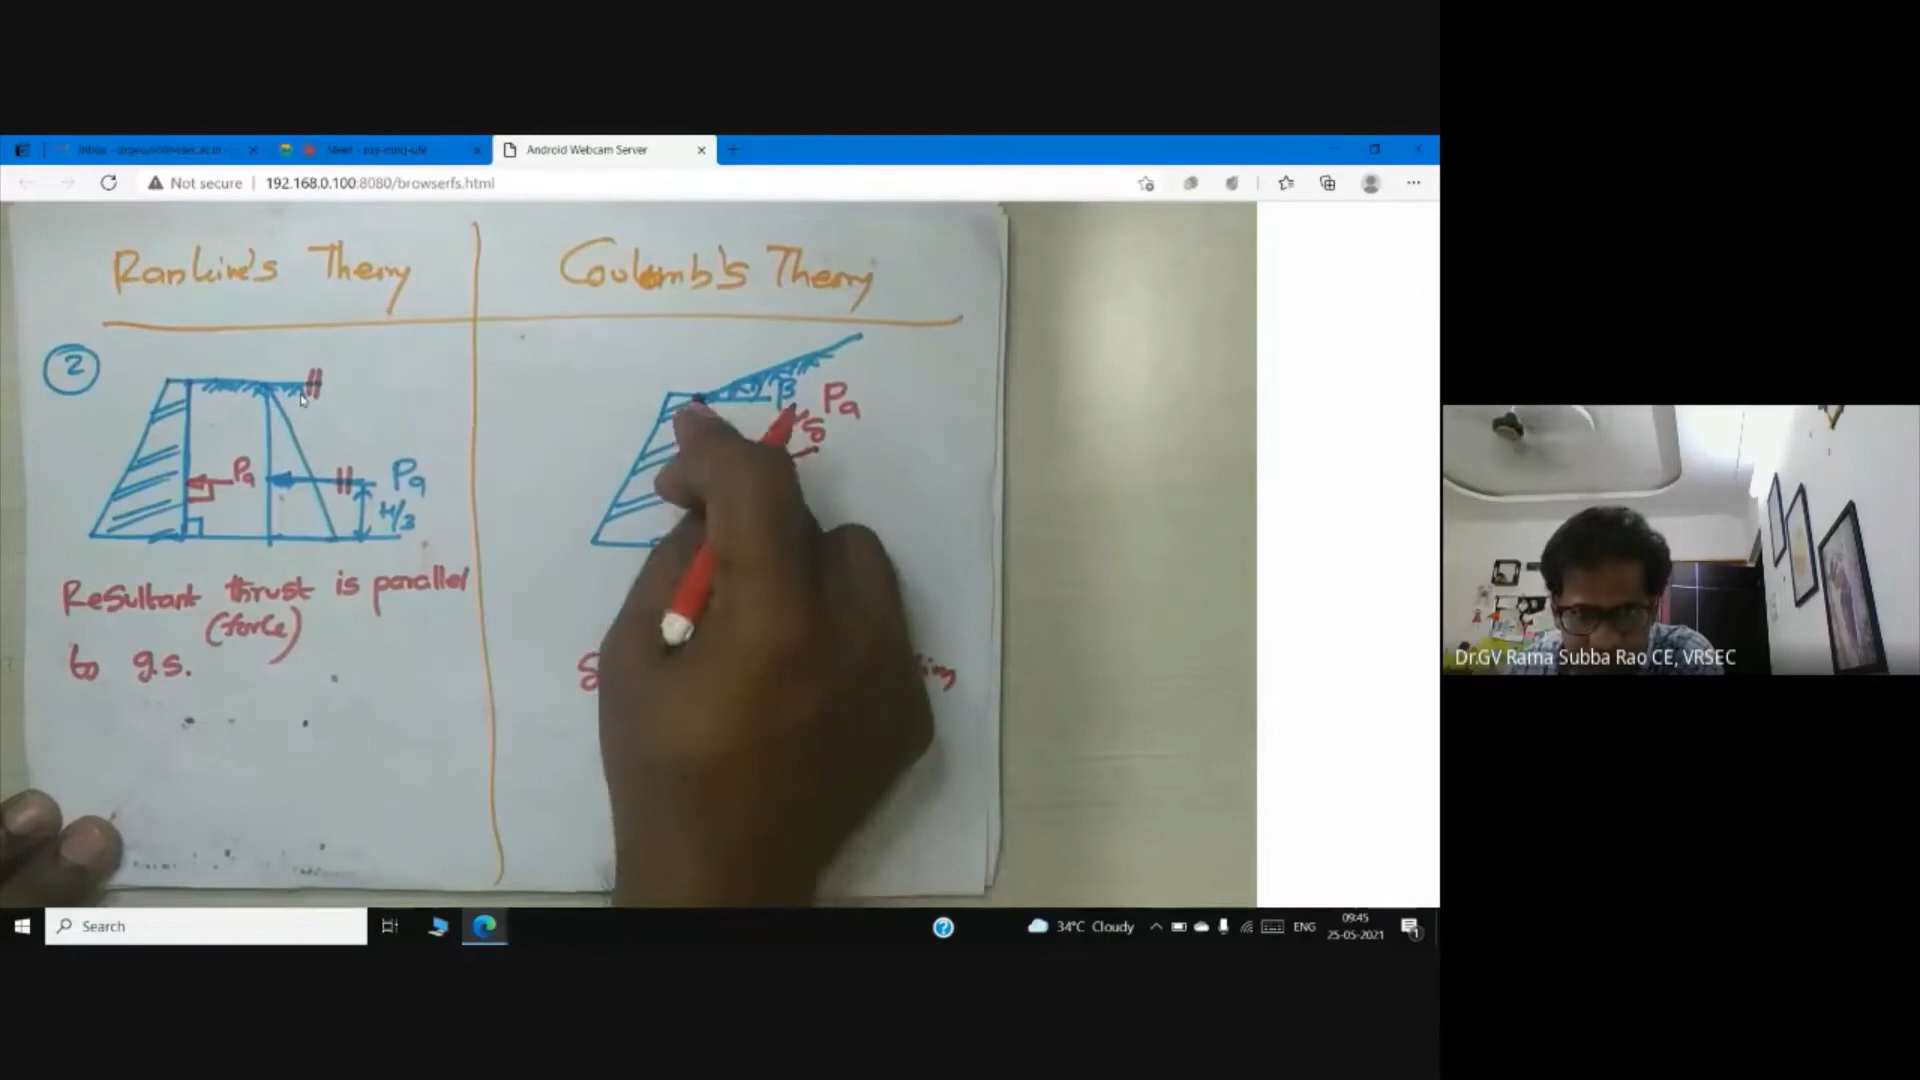 Android Webcam Server
Not secure
192.168.0.100:8080/browserfs.html
Rankine's Theory
Coulomb's Theory
2
β
Pa
δ
Pa
Pa
H/3
Resultant thrust is parallel
(force)
to g.s.
δ
Dr.GV Rama Subba Rao CE, VRSEC
Search
34°C Cloudy
ENG
09:45
25-05-2021
1